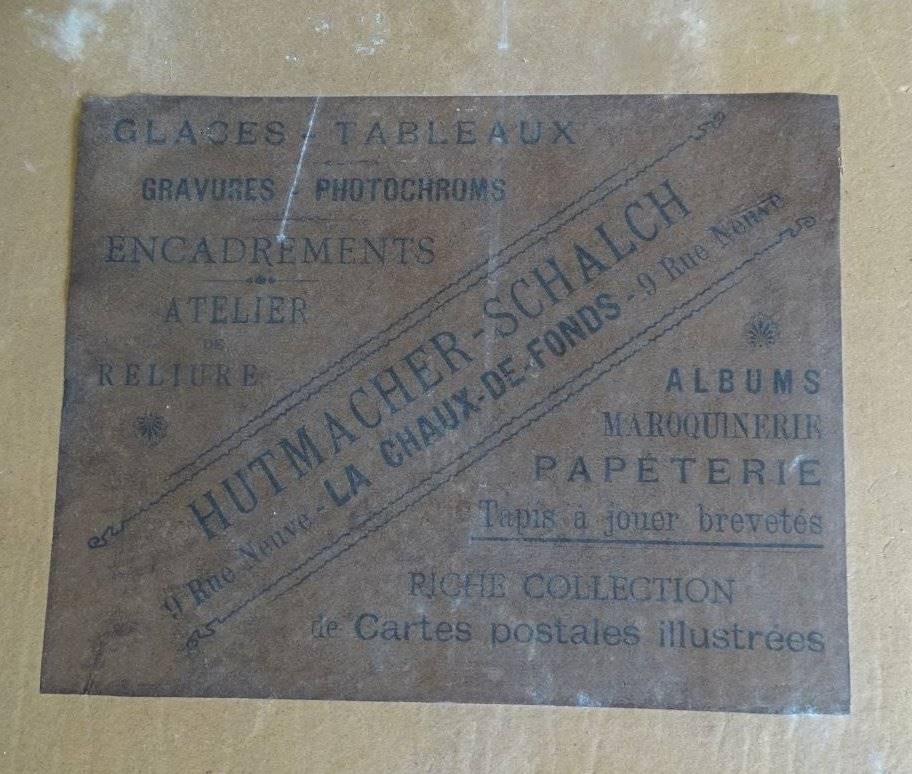 GLACES - TABLEAUX
GRAVURES - PHOTOCHROMS
ENCADREMENTS
ATELIER
DE
RELIURE
HUTMACHER-SCHALCH
9 Rue Neuve - LA CHAUX-DE-FONDS - 9 Rue Neuve
ALBUMS
MAROQUINERIE
PAPÉTERIE
Tapis à jouer brevetés
RICHE COLLECTION
de Cartes postales illustrées